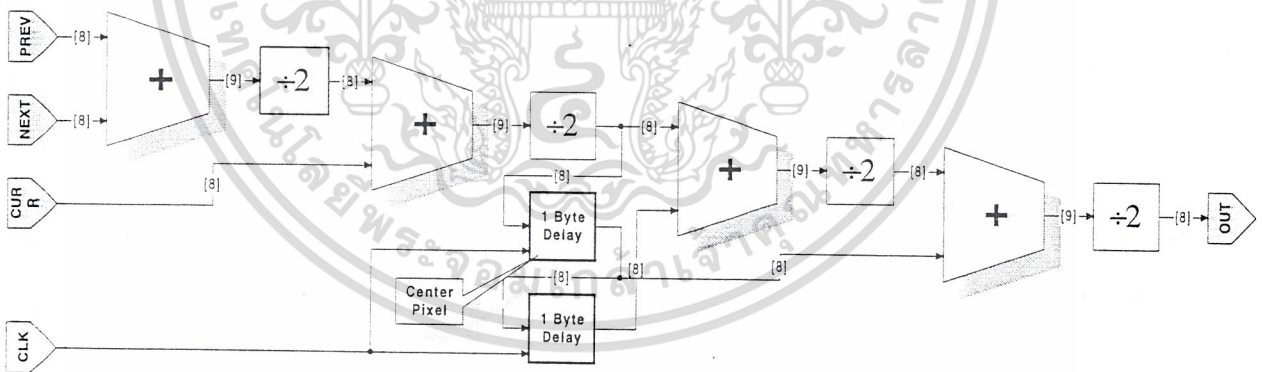 PREV
[8]
NEXT
[8]
+
[9]
÷2
[8]
CUR
R
[8]
+
[9]
÷2
[8]
[8]
1 Byte
Delay
Center
Pixel
[8]
1 Byte
Delay
[8]
CLK
+
[9]
÷2
[8]
[8]
+
[9]
÷2
[8]
OUT